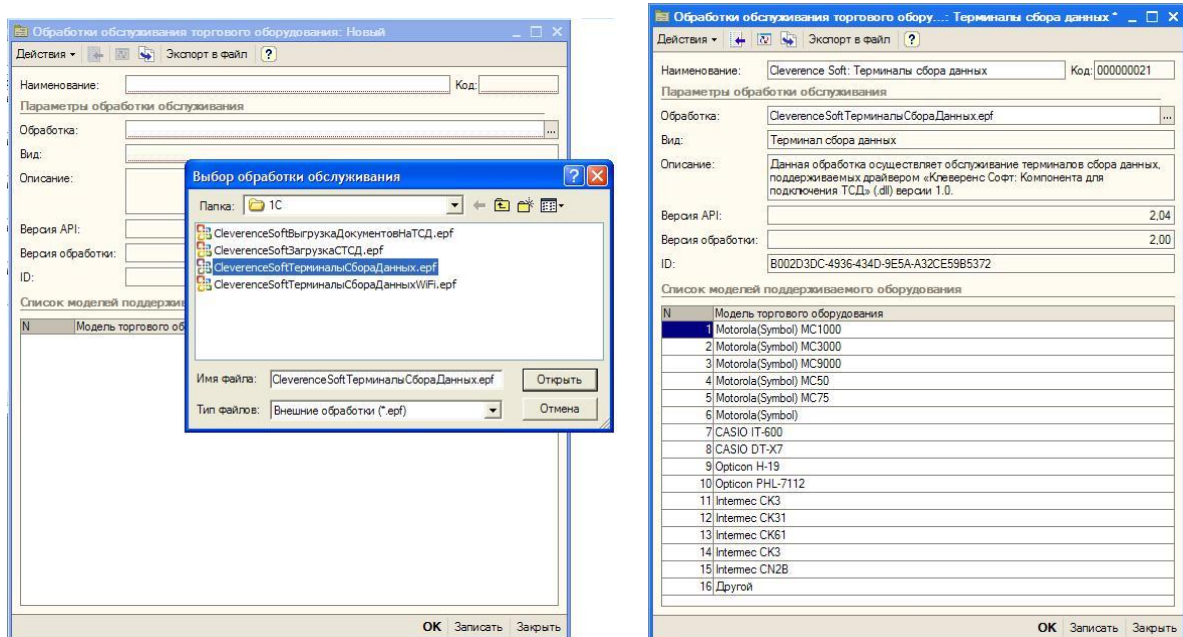 Обработки обслуживания торгового оборудования: Новый
Действия
Экспорт в файл
?
Наименование:
Код:
Параметры обработки обслуживания
Обработка:
...
Вид:
Описание:
Версия API:
Версия обработки:
ID:
Список моделей поддержив
N
Модель торгового об
OK
Записать
Закрыть
Выбор обработки обслуживания
Папка:
1С
CleverenceSoftВыгрузкаДокументовНаТСД.epf
CleverenceSoftЗагрузкаСТСД.epf
CleverenceSoftТерминалыСбораДанных.epf
CleverenceSoftТерминалыСбораДанныхWiFi.epf
Имя файла:
CleverenceSoftТерминалыСбораДанных.epf
Открыть
Тип файлов:
Внешние обработки (*.epf)
Отмена
Обработки обслуживания торгового обору...: Терминалы сбора данных *
Действия
Экспорт в файл
?
Наименование:
Cleverence Soft: Терминалы сбора данных
Код: 000000021
Параметры обработки обслуживания
Обработка:
CleverenceSoftТерминалыСбораДанных.epf
...
Вид:
Терминал сбора данных
Описание:
Данная обработка осуществляет обслуживание терминалов сбора данных,
поддерживаемых драйвером «Клеверенс Софт: Компонента для
подключения ТСД» (.dll) версии 1.0.
Версия API:
2,04
Версия обработки:
2,00
ID:
B002D3DC-4936-434D-9E5A-A32CE59B5372
Список моделей поддерживаемого оборудования
N Модель торгового оборудования
1 Motorola(Symbol) MC1000
2 Motorola(Symbol) MC3000
3 Motorola(Symbol) MC9000
4 Motorola(Symbol) MC50
5 Motorola(Symbol) MC75
6 Motorola(Symbol)
7 CASIO IT-600
8 CASIO DT-X7
9 Opticon H-19
10 Opticon PHL-7112
11 Intermec CK3
12 Intermec CK31
13 Intermec CK61
14 Intermec CK3
15 Intermec CN2B
16 Другой
OK
Записать
Закрыть